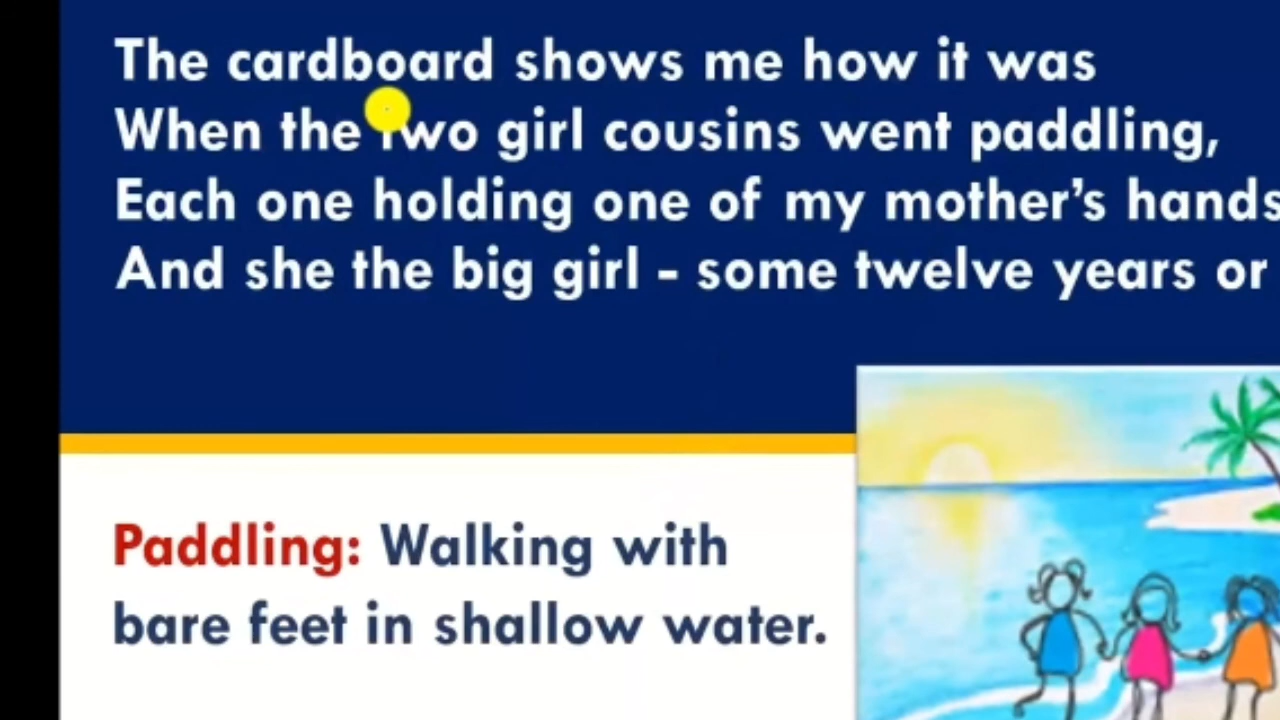 The cardboard shows me how it was
When the two girl cousins went paddling,
Each one holding one of my mother's hands
And she the big girl - some twelve years or
Paddling: Walking with
bare feet in shallow water.